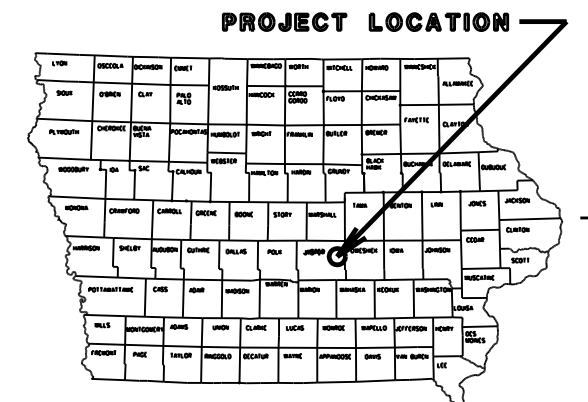 PROJECT LOCATION
LYON OSCEOLA DICKINSON EMMET WINNEBAGO WORTH MITCHELL HOWARD WINNESHIEK ALLAMAKEE
SIOUX O'BRIEN CLAY PALO ALTO KOSSUTH HANCOCK CERRO GORDO FLOYD CHICKASAW
FAYETTE CLAYTON
PLYMOUTH CHEROKEE BUENA VISTA POCAHONTAS HUMBOLDT WRIGHT FRANKLIN BUTLER BREMER
WOODBURY IDA SAC CALHOUN WEBSTER HAMILTON HARDIN GRUNDY BLACK HAWK BUCHANAN DELAWARE DUBUQUE
MONONA CRAWFORD CARROLL GREENE BOONE STORY MARSHALL TAMA BENTON LINN JONES JACKSON
CLINTON
HARRISON SHELBY AUDUBON GUTHRIE DALLAS POLK JASPER POWESHIEK IOWA JOHNSON CEDAR
SCOTT
MUSCATINE
POTTAWATTAMIE CASS ADAIR MADISON WARREN MARION MAHASKA KEOKUK WASHINGTON
LOUISA
MILLS MONTGOMERY ADAMS UNION CLARKE LUCAS MONROE WAPELLO JEFFERSON HENRY
DES MOINES
FREMONT PAGE TAYLOR RINGGOLD DECATUR WAYNE APPANOOSE DAVIS VAN BUREN
LEE